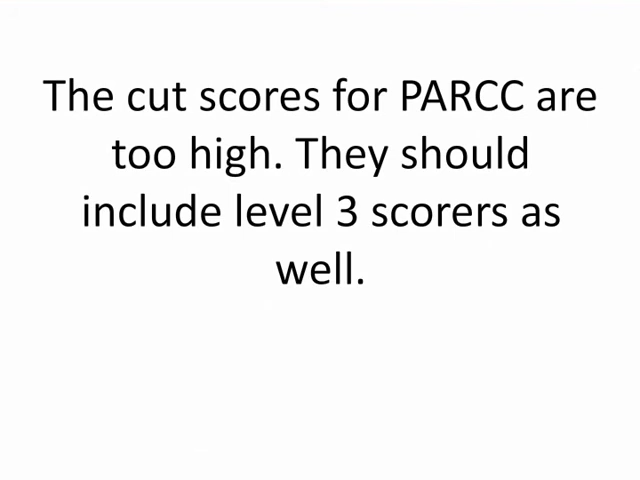 The cut scores for PARCC are
too high. They should
include level 3 scorers as
well.